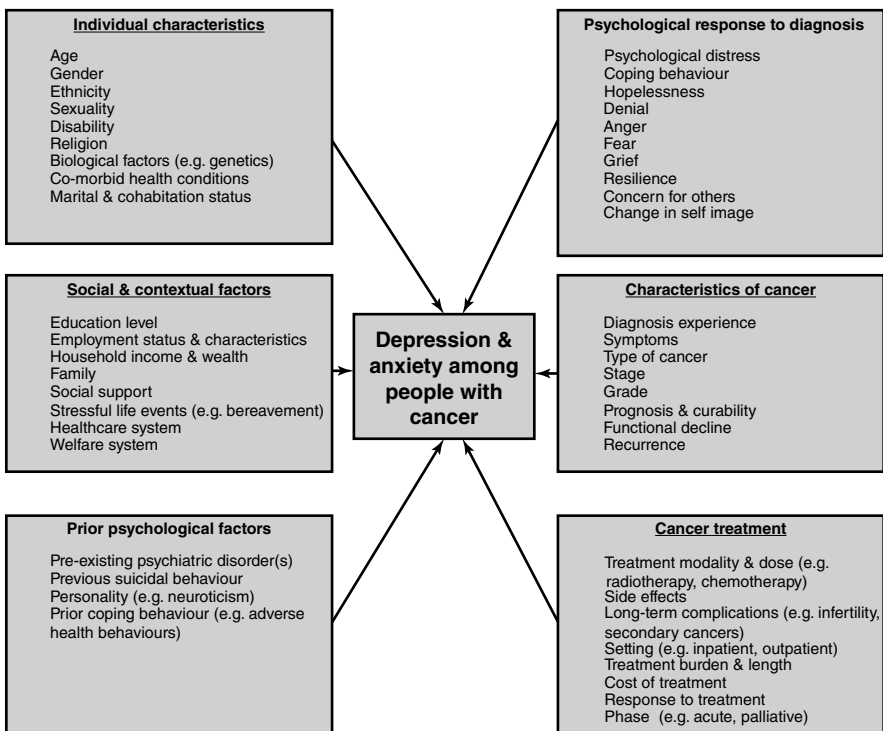 Individual characteristics
Age
Gender
Ethnicity
Sexuality
Disability
Religion
Biological factors (e.g. genetics)
Co-morbid health conditions
Marital & cohabitation status
Psychological response to diagnosis
Psychological distress
Coping behaviour
Hopelessness
Denial
Anger
Fear
Grief
Resilience
Concern for others
Change in self image
Social & contextual factors
Education level
Employment status & characteristics
Household income & wealth
Family
Social support
Stressful life events (e.g. bereavement)
Healthcare system
Welfare system
Depression &
anxiety among
people with
cancer
Characteristics of cancer
Diagnosis experience
Symptoms
Type of cancer
Stage
Grade
Prognosis & curability
Functional decline
Recurrence
Prior psychological factors
Pre-existing psychiatric disorder(s)
Previous suicidal behaviour
Personality (e.g. neuroticism)
Prior coping behaviour (e.g. adverse
health behaviours)
Cancer treatment
Treatment modality & dose (e.g.
radiotherapy, chemotherapy)
Side effects
Long-term complications (e.g. infertility,
secondary cancers)
Setting (e.g. inpatient, outpatient)
Treatment burden & length
Cost of treatment
Response to treatment
Phase (e.g. acute, palliative)